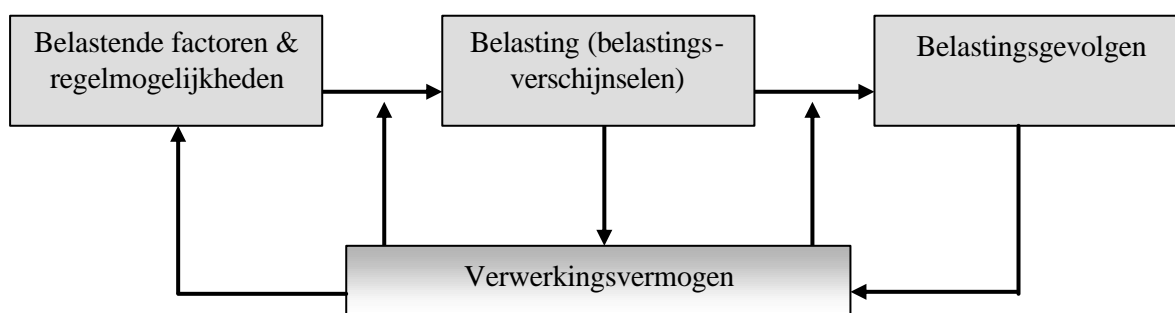 Belastende factoren &
regelmogelijkheden
Belasting (belastings-
verschijnselen)
Belastingsgevolgen
Verwerkingsvermogen